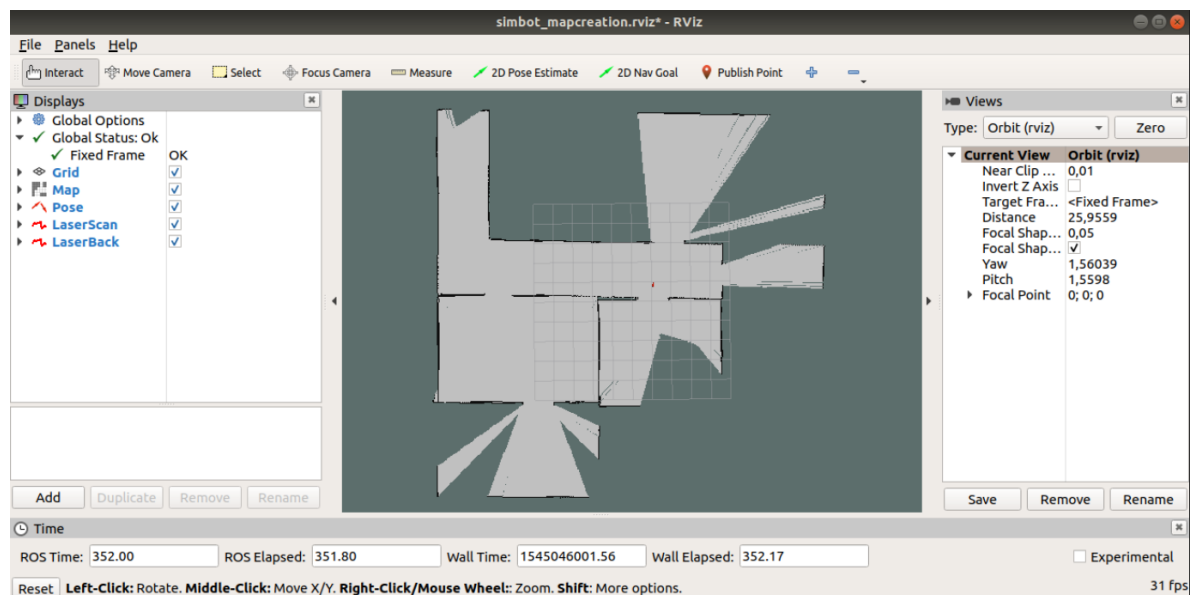 simbot_mapcreation.rviz* - RViz
File Panels Help
Interact Move Camera Select Focus Camera Measure 2D Pose Estimate 2D Nav Goal Publish Point
Displays
Global Options
Global Status: Ok
Fixed Frame OK
Grid
Map
Pose
LaserScan
LaserBack
Add Duplicate Remove Rename
Views
Type: Orbit (rviz) Zero
Current View Orbit (rviz)
Near Clip ... 0,01
Invert Z Axis
Target Fra... <Fixed Frame>
Distance 25,9559
Focal Shap... 0,05
Focal Shap...
Yaw 1,56039
Pitch 1,5598
Focal Point 0; 0; 0
Save Remove Rename
Time
ROS Time: 352.00 ROS Elapsed: 351.80 Wall Time: 1545046001.56 Wall Elapsed: 352.17 Experimental
Reset Left-Click: Rotate. Middle-Click: Move X/Y. Right-Click/Mouse Wheel:: Zoom. Shift: More options. 31 fps